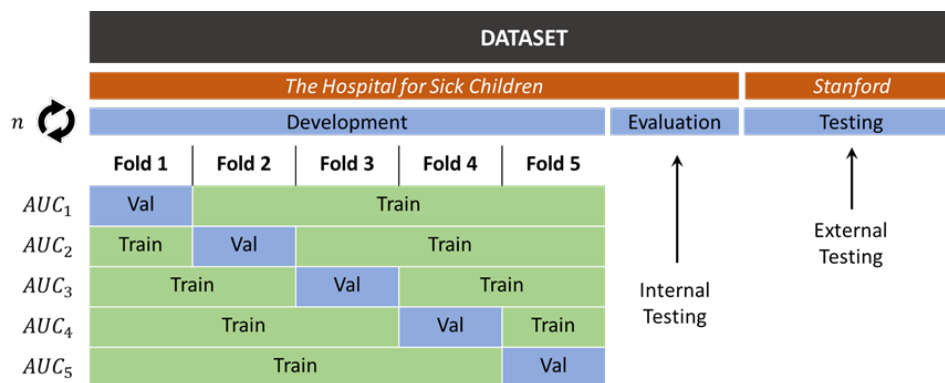 DATASET
The Hospital for Sick Children Stanford
n Development Evaluation Testing
Fold 1 Fold 2 Fold 3 Fold 4 Fold 5
AUC₁ Val Train
AUC₂ Train Val Train
AUC₃ Train Val Train
AUC₄ Train Val Train
AUC₅ Train Val
Internal
Testing
External
Testing